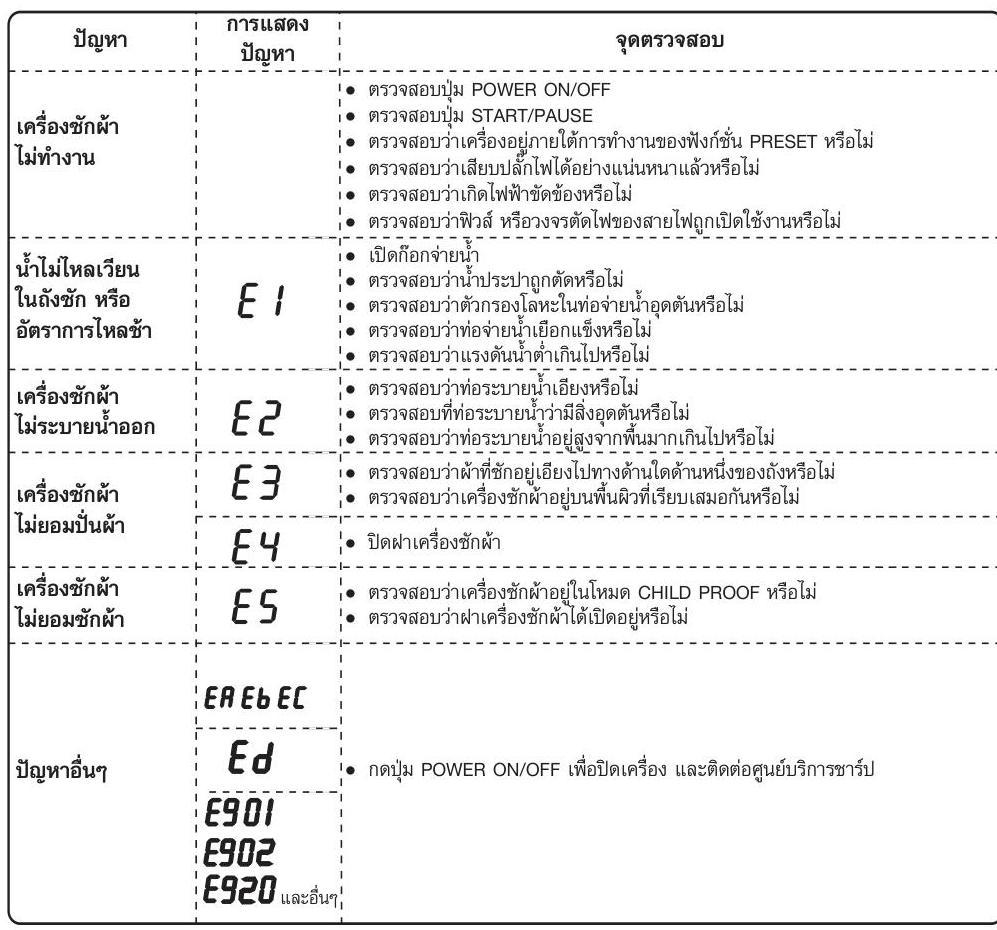 ปัญหา
การแสดง
ปัญหา
จุดตรวจสอบ
เครื่องซักผ้า
ไม่ทำงาน
● ตรวจสอบปุ่ม POWER ON/OFF
● ตรวจสอบปุ่ม START/PAUSE
● ตรวจสอบว่าเครื่องอยู่ภายใต้การทำงานของฟังก์ชั่น PRESET หรือไม่
● ตรวจสอบว่าเสียบปลั๊กไฟได้อย่างแน่นหนาแล้วหรือไม่
● ตรวจสอบว่าเกิดไฟฟ้าขัดข้องหรือไม่
● ตรวจสอบว่าฟิวส์ หรือวงจรตัดไฟของสายไฟถูกเปิดใช้งานหรือไม่
น้ำไม่ไหลเวียน
ในถังซัก หรือ
อัตราการไหลช้า
E1
● เปิดก๊อกจ่ายน้ำ
● ตรวจสอบว่าน้ำประปาถูกตัดหรือไม่
● ตรวจสอบว่าตัวกรองโลหะในท่อจ่ายน้ำอุดตันหรือไม่
● ตรวจสอบว่าท่อจ่ายน้ำเยือกแข็งหรือไม่
● ตรวจสอบว่าแรงดันน้ำต่ำเกินไปหรือไม่
เครื่องซักผ้า
ไม่ระบายน้ำออก
E2
● ตรวจสอบว่าท่อระบายน้ำเอียงหรือไม่
● ตรวจสอบที่ท่อระบายน้ำว่ามีสิ่งอุดตันหรือไม่
● ตรวจสอบว่าท่อระบายน้ำอยู่สูงจากพื้นมากเกินไปหรือไม่
เครื่องซักผ้า
ไม่ยอมปั่นผ้า
E3
● ตรวจสอบว่าผ้าที่ซักอยู่เอียงไปทางด้านใดด้านหนึ่งของถังหรือไม่
● ตรวจสอบว่าเครื่องซักผ้าอยู่บนพื้นผิวที่เรียบเสมอกันหรือไม่
E4
● ปิดฝาเครื่องซักผ้า
เครื่องซักผ้า
ไม่ยอมซักผ้า
E5
● ตรวจสอบว่าเครื่องซักผ้าอยู่ในโหมด CHILD PROOF หรือไม่
● ตรวจสอบว่าฝาเครื่องซักผ้าได้เปิดอยู่หรือไม่
ปัญหาอื่นๆ
EA Eb EC
Ed
E901
E902
E920 และอื่นๆ
● กดปุ่ม POWER ON/OFF เพื่อปิดเครื่อง และติดต่อศูนย์บริการชาร์ป